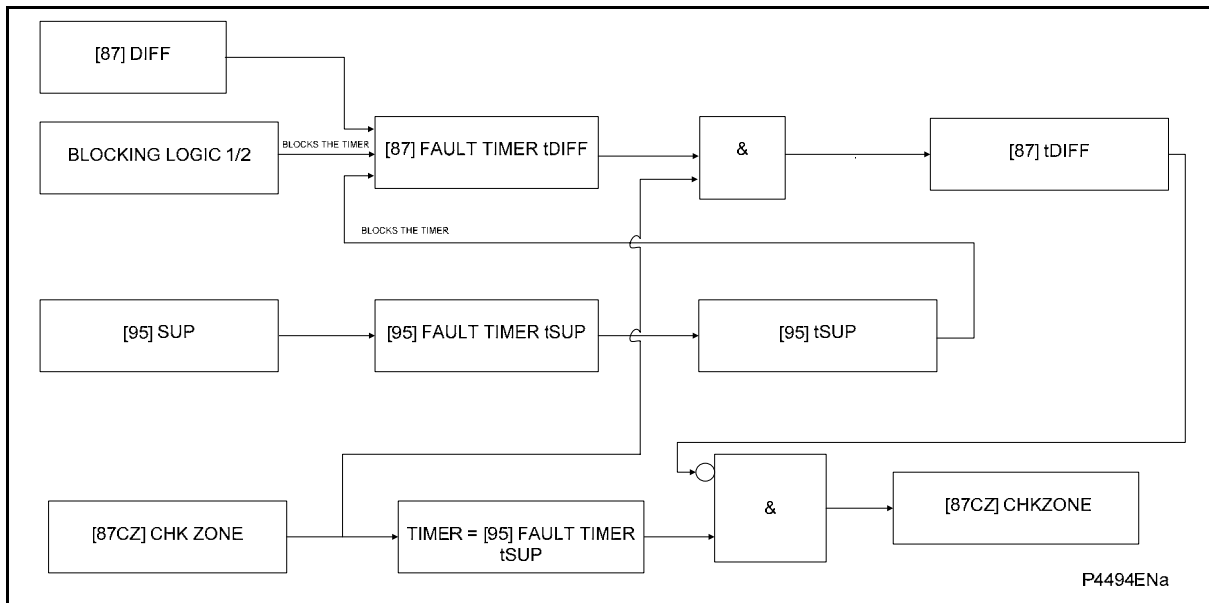 [87] DIFF
BLOCKING LOGIC 1/2
BLOCKS THE TIMER
[87] FAULT TIMER tDIFF
&
[87] tDIFF
BLOCKS THE TIMER
[95] SUP
[95] FAULT TIMER tSUP
[95] tSUP
[87CZ] CHK ZONE
TIMER = [95] FAULT TIMER
tSUP
&
[87CZ] CHKZONE
P4494ENa